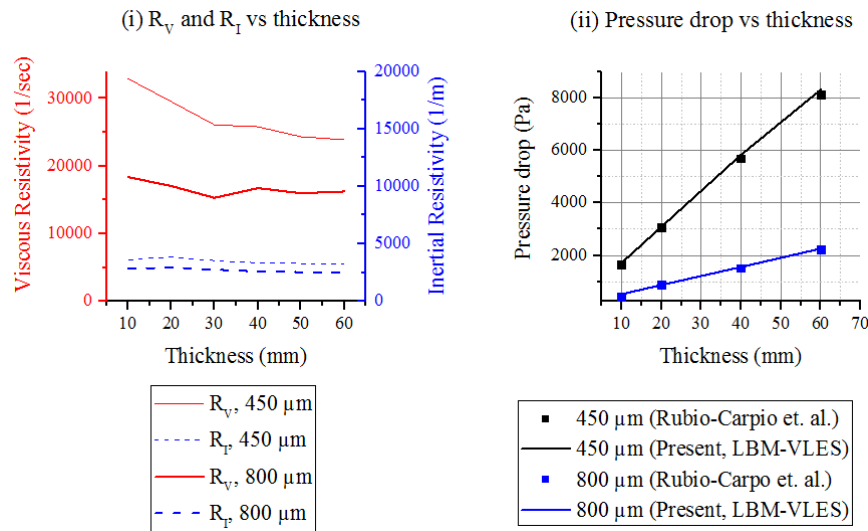 (i) R_V and R_I vs thickness
(ii) Pressure drop vs thickness
Viscous Resistivity (1/sec)
30000
20000
10000
0
20000
15000
10000
5000
0
Inertial Resistivity (1/m)
10 20 30 40 50 60
Thickness (mm)
Pressure drop (Pa)
8000
6000
4000
2000
10 20 30 40 50 60 70
Thickness (mm)
R_V, 450 µm
R_I, 450 µm
R_V, 800 µm
R_I, 800 µm
450 µm (Rubio-Carpio et. al.)
450 µm (Present, LBM-VLES)
800 µm (Rubio-Carpo et. al.)
800 µm (Present, LBM-VLES)